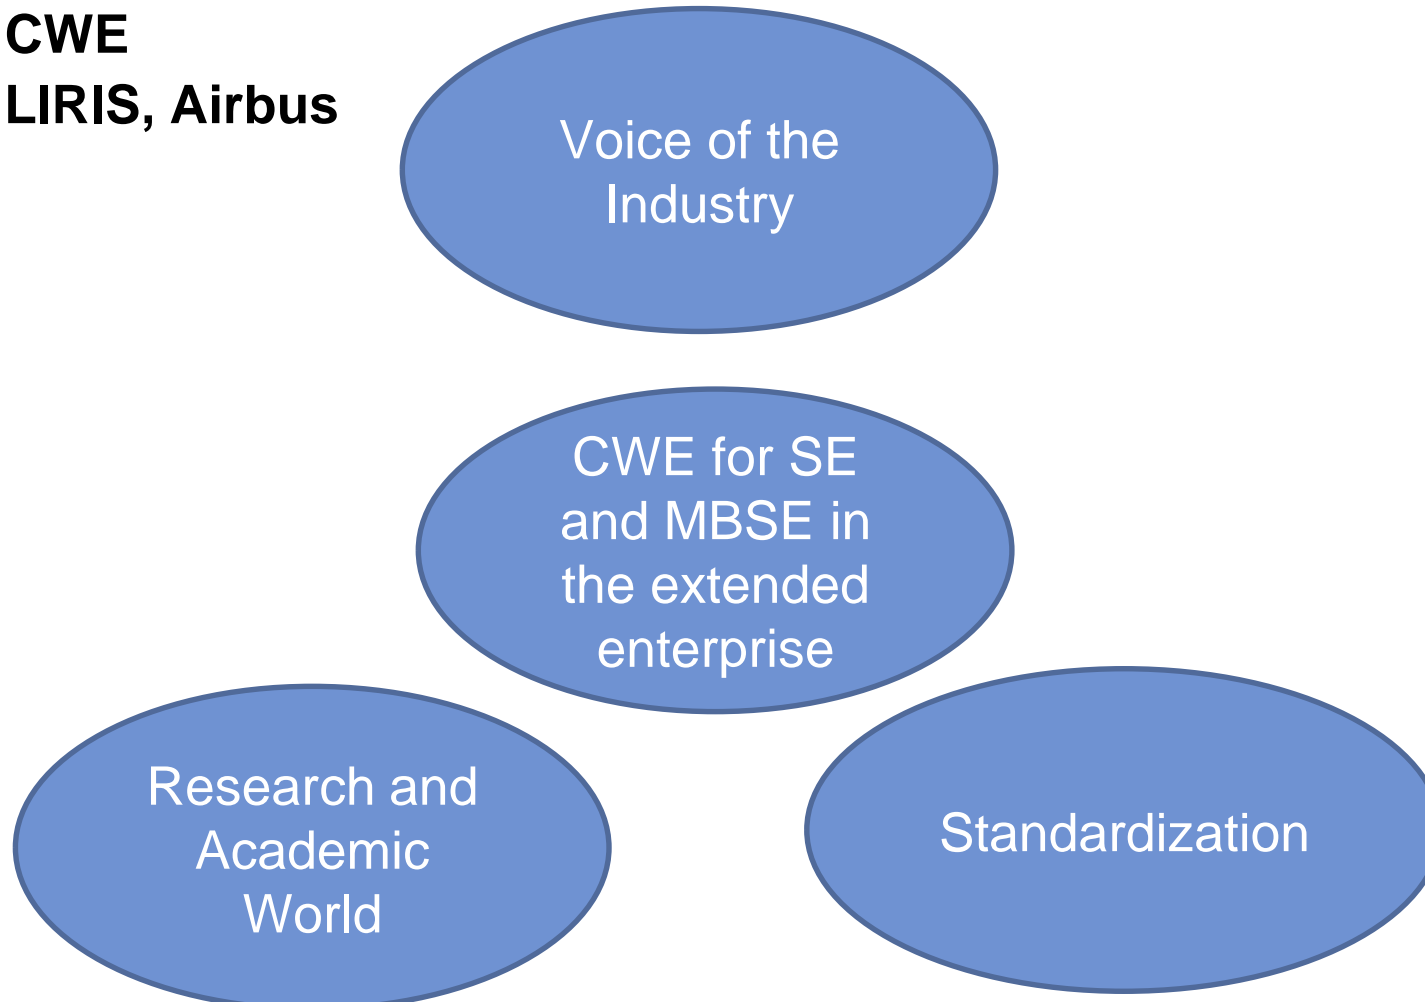 CWE
LIRIS, Airbus
Voice of the
Industry
CWE for SE
and MBSE in
the extended
enterprise
Research and
Academic
World
Standardization